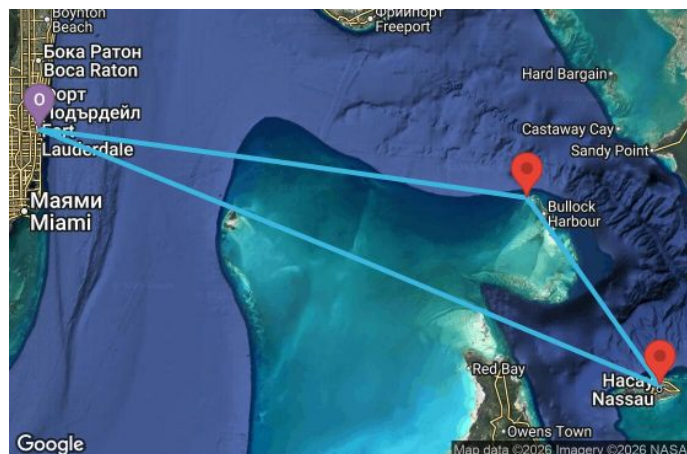 Boynton
Beach
Фрийпорт
Freeport
Бока Ратон
Boca Raton
Hard Bargain
O
Форт
Лодърдейл
Fort
Lauderdale
Castaway Cay
Sandy Point
Маями
Miami
Bullock
Harbour
Red Bay
Насау
Nassau
Owens Town
Google
Map data ©2026 Imagery ©2026 NASA